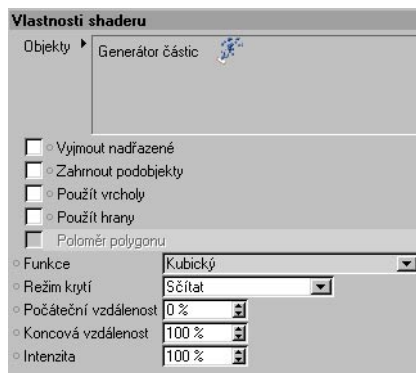 Vlastnosti shaderu
Objekty
Generátor částic
Vyjmout nadřazené
Zahrnout podobjekty
Použít vrcholy
Použít hrany
Poloměr polygonu
Funkce Kubický
Režim krytí Sčítat
Počáteční vzdálenost 0 %
Koncová vzdálenost 100 %
Intenzita 100 %